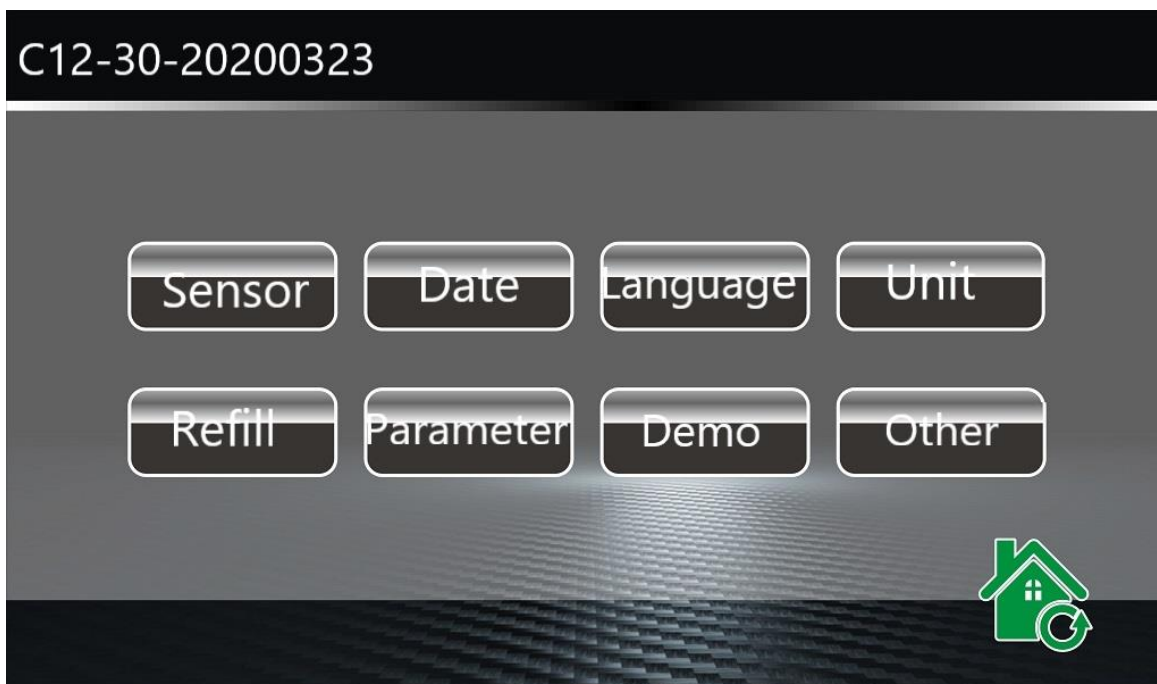 C12-30-20200323
Sensor Date Language Unit
Refill Parameter Demo Other